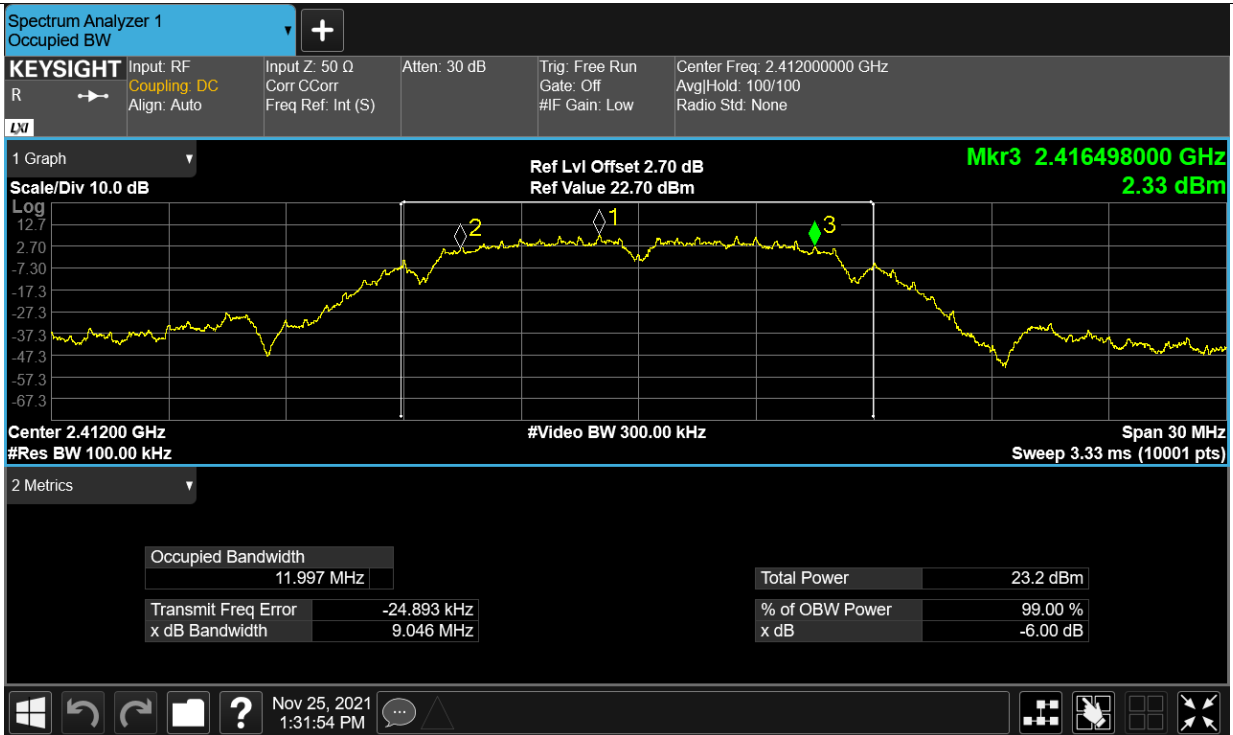 Spectrum Analyzer 1
Occupied BW
▼
+
KEYSIGHT
R
LXI
Input: RF
Coupling: DC
Align: Auto
Input Z: 50 Ω
Corr CCorr
Freq Ref: Int (S)
Atten: 30 dB
Trig: Free Run
Gate: Off
#IF Gain: Low
Center Freq: 2.412000000 GHz
Avg|Hold: 100/100
Radio Std: None
1 Graph ▼
Ref Lvl Offset 2.70 dB
Mkr3 2.416498000 GHz
Scale/Div 10.0 dB
Ref Value 22.70 dBm
2.33 dBm
Log
12.7
2.70
-7.30
-17.3
-27.3
-37.3
-47.3
-57.3
-67.3
2
1
3
Center 2.41200 GHz
#Video BW 300.00 kHz
Span 30 MHz
#Res BW 100.00 kHz
Sweep 3.33 ms (10001 pts)
2 Metrics ▼
Occupied Bandwidth
11.997 MHz
Total Power 23.2 dBm
Transmit Freq Error -24.893 kHz
% of OBW Power 99.00 %
x dB Bandwidth 9.046 MHz
x dB -6.00 dB
?
Nov 25, 2021
1:31:54 PM